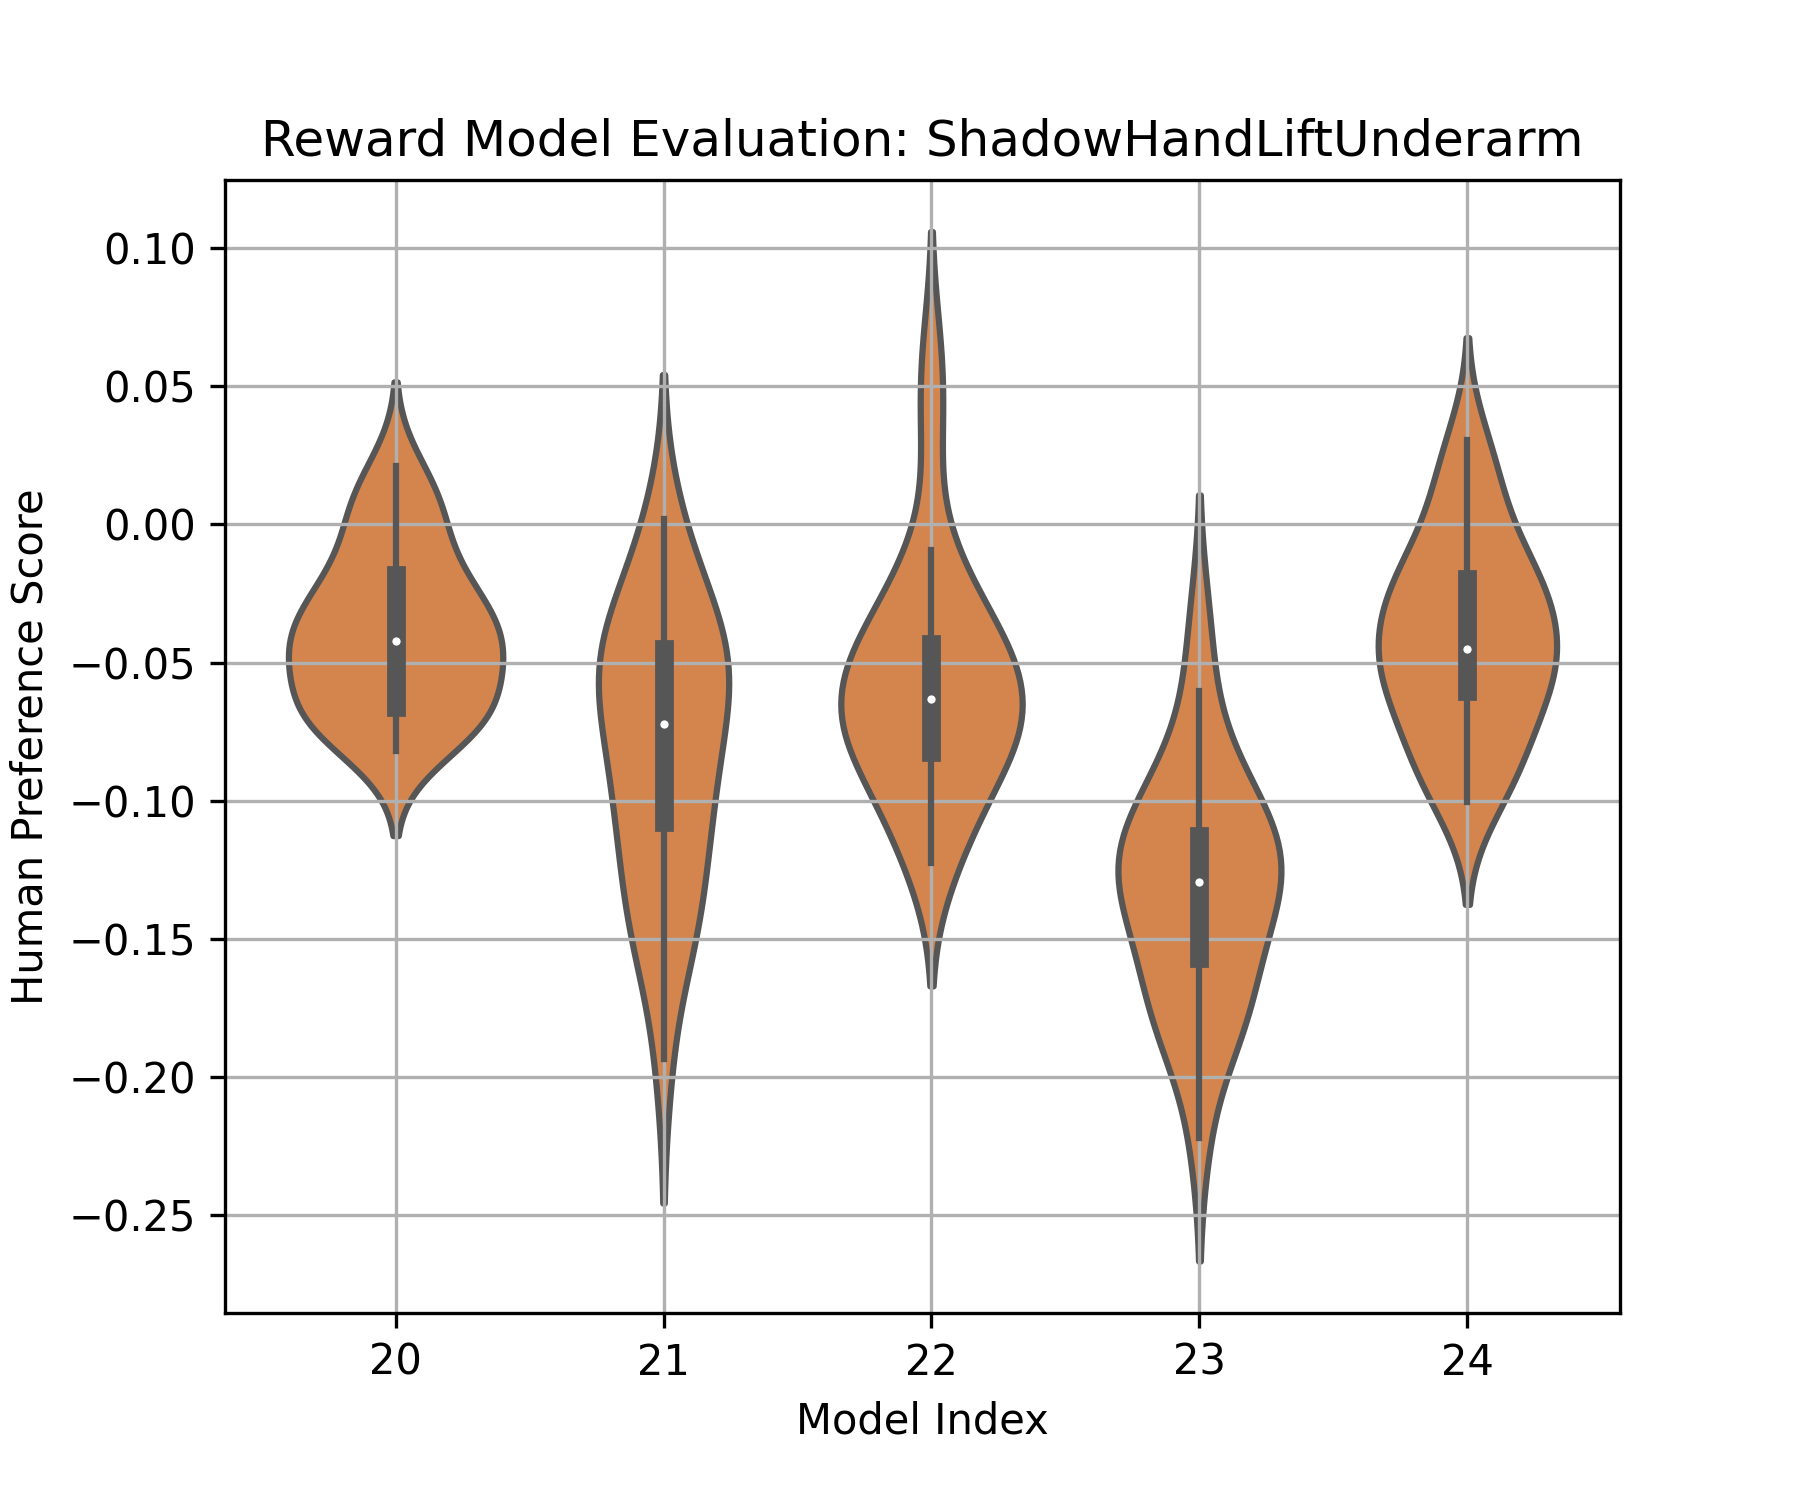 Reward Model Evaluation: ShadowHandLiftUnderarm
Human Preference Score
0.10
0.05
0.00
−0.05
−0.10
−0.15
−0.20
−0.25
20 21 22 23 24
Model Index